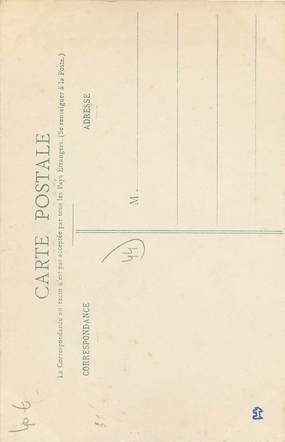 CARTE POSTALE
La Correspondance au recto n'est pas acceptée par tous les Pays Etrangers. (Se renseigner à la Poste.)
CORRESPONDANCE
ADRESSE
M.
44